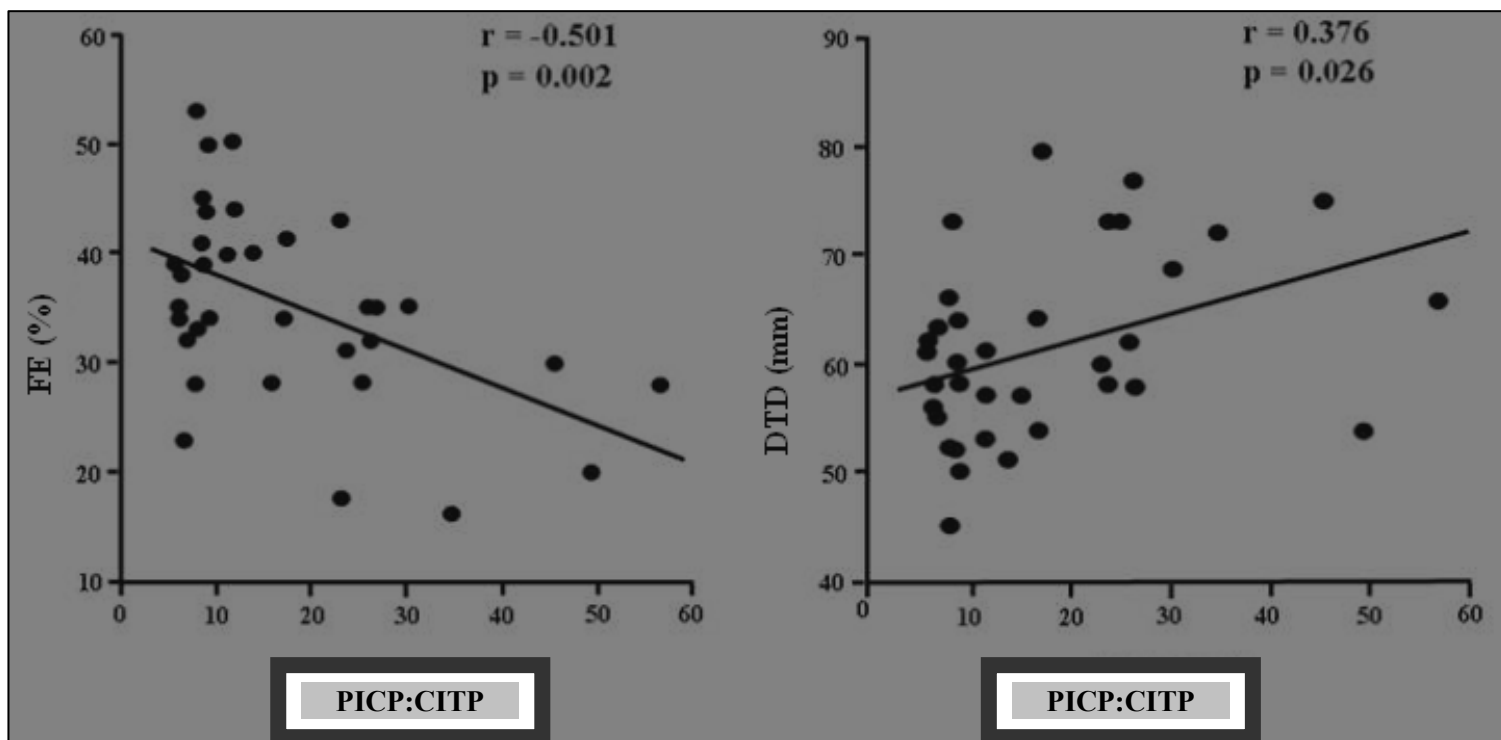 r = -0.501
p = 0.002
60
50
40
30
20
10
FE (%)
0 10 20 30 40 50 60
PICP:CITP
r = 0.376
p = 0.026
90
80
70
60
50
40
DTD (mm)
0 10 20 30 40 50 60
PICP:CITP